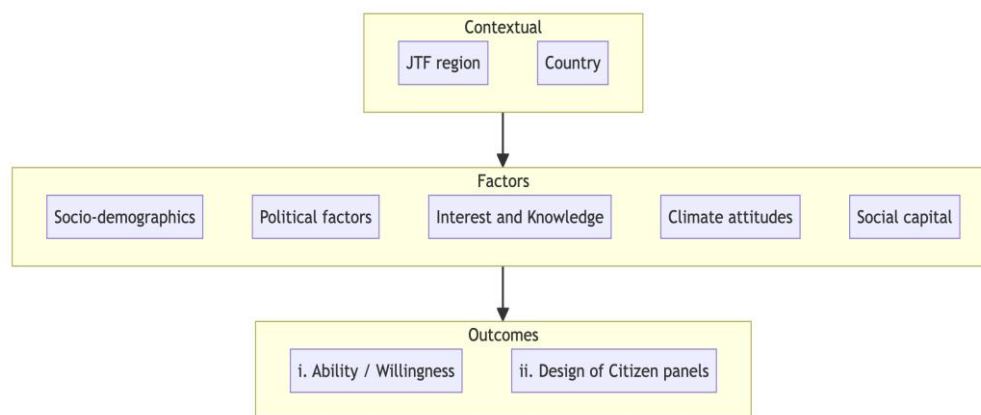 Contextual
JTF region Country
Factors
Socio-demographics Political factors Interest and Knowledge Climate attitudes Social capital
Outcomes
i. Ability / Willingness ii. Design of Citizen panels